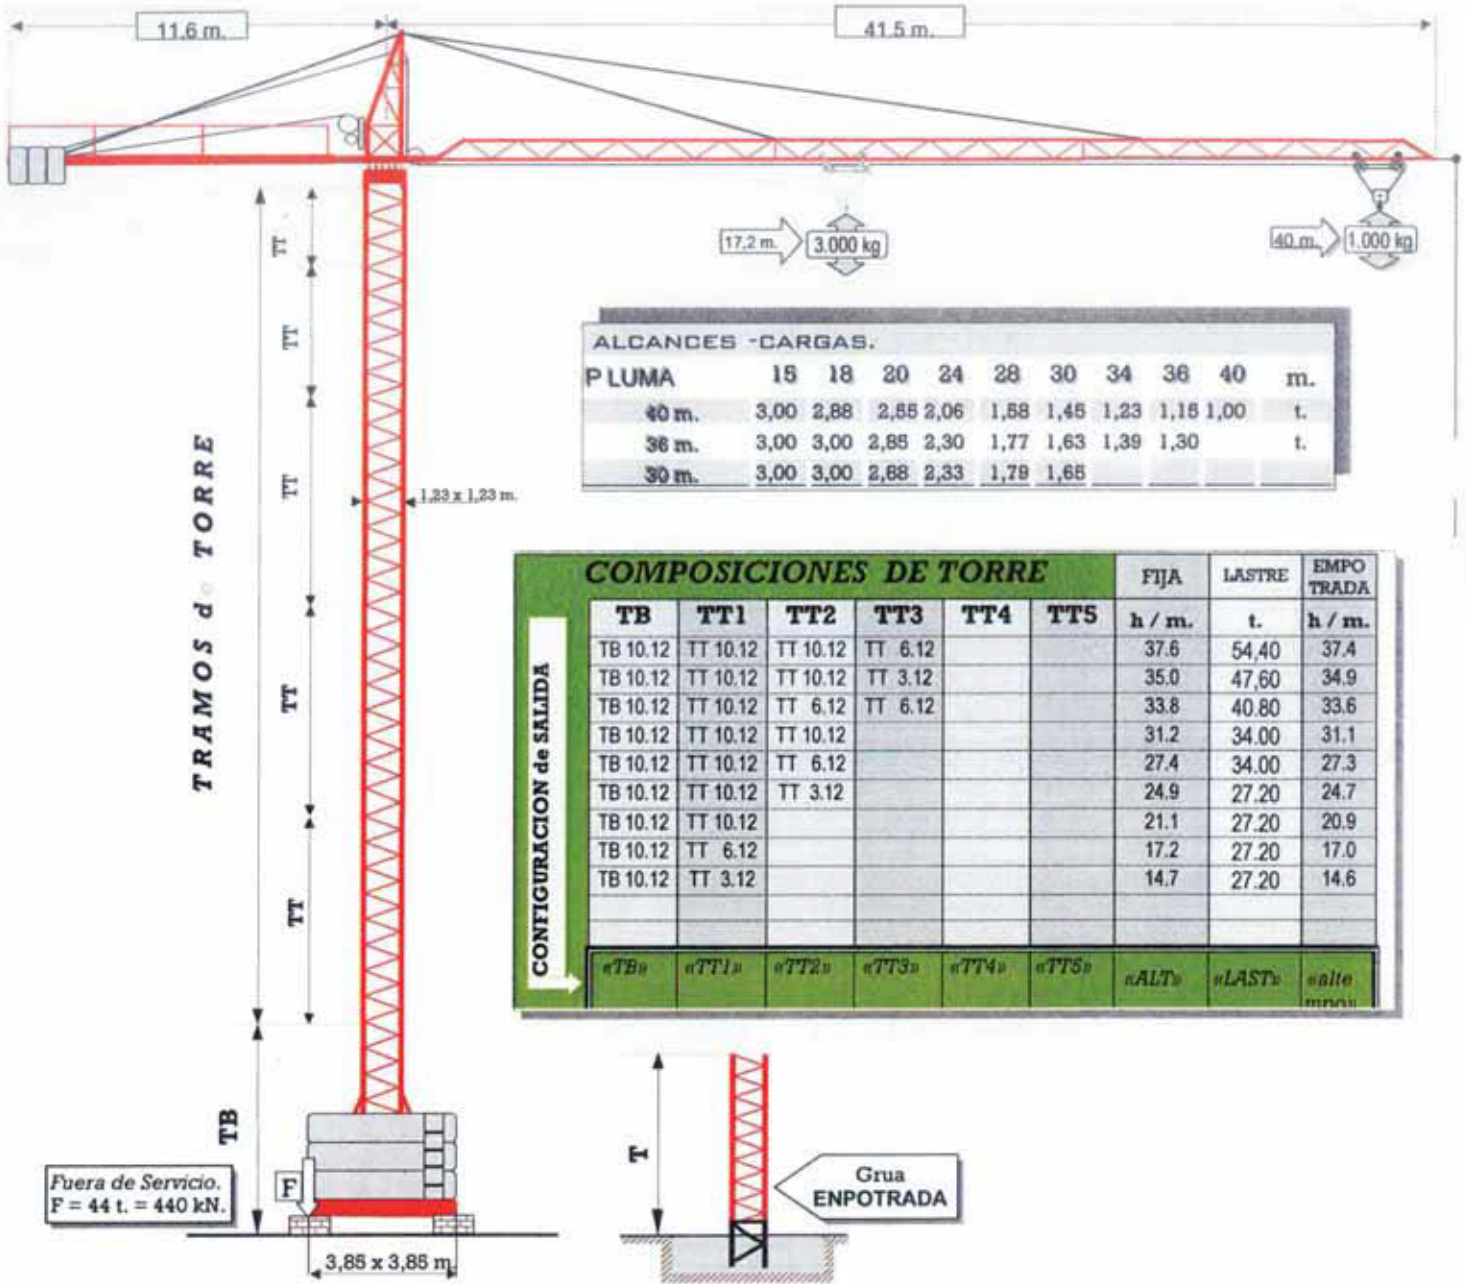 11,6 m.
41.5 m.
17,2 m.
3.000 kg
40 m.
1.000 kg
TT
TT
TT
TT
TT
TRAMOS d TORRE
1,23 x 1,23 m.
ALCANCES -CARGAS.
PLUMA 15 18 20 24 28 30 34 36 40 m.
40 m. 3,00 2,88 2,55 2,06 1,58 1,45 1,23 1,15 1,00 t.
36 m. 3,00 3,00 2,85 2,30 1,77 1,63 1,39 1,30 t.
30 m. 3,00 3,00 2,88 2,33 1,79 1,65
COMPOSICIONES DE TORRE FIJA LASTRE EMPO
TRADA
TB TT1 TT2 TT3 TT4 TT5 h / m. t. h / m.
TB 10.12 TT 10.12 TT 10.12 TT 6.12 37.6 54,40 37.4
TB 10.12 TT 10.12 TT 10.12 TT 3.12 35.0 47,60 34.9
TB 10.12 TT 10.12 TT 6.12 TT 6.12 33.8 40.80 33.6
TB 10.12 TT 10.12 TT 10.12 31.2 34.00 31.1
TB 10.12 TT 10.12 TT 6.12 27.4 34.00 27.3
TB 10.12 TT 10.12 TT 3.12 24.9 27.20 24.7
TB 10.12 TT 10.12 21.1 27.20 20.9
TB 10.12 TT 6.12 17.2 27.20 17.0
TB 10.12 TT 3.12 14.7 27.20 14.6
«TB» «TT1» «TT2» «TT3» «TT4» «TT5» «ALT» «LAST» «alte
mpo»
CONFIGURACION de SALIDA
TB
Fuera de Servicio.
F = 44 t. = 440 kN.
F
3,85 x 3,85 m
T
Grua
ENPOTRADA